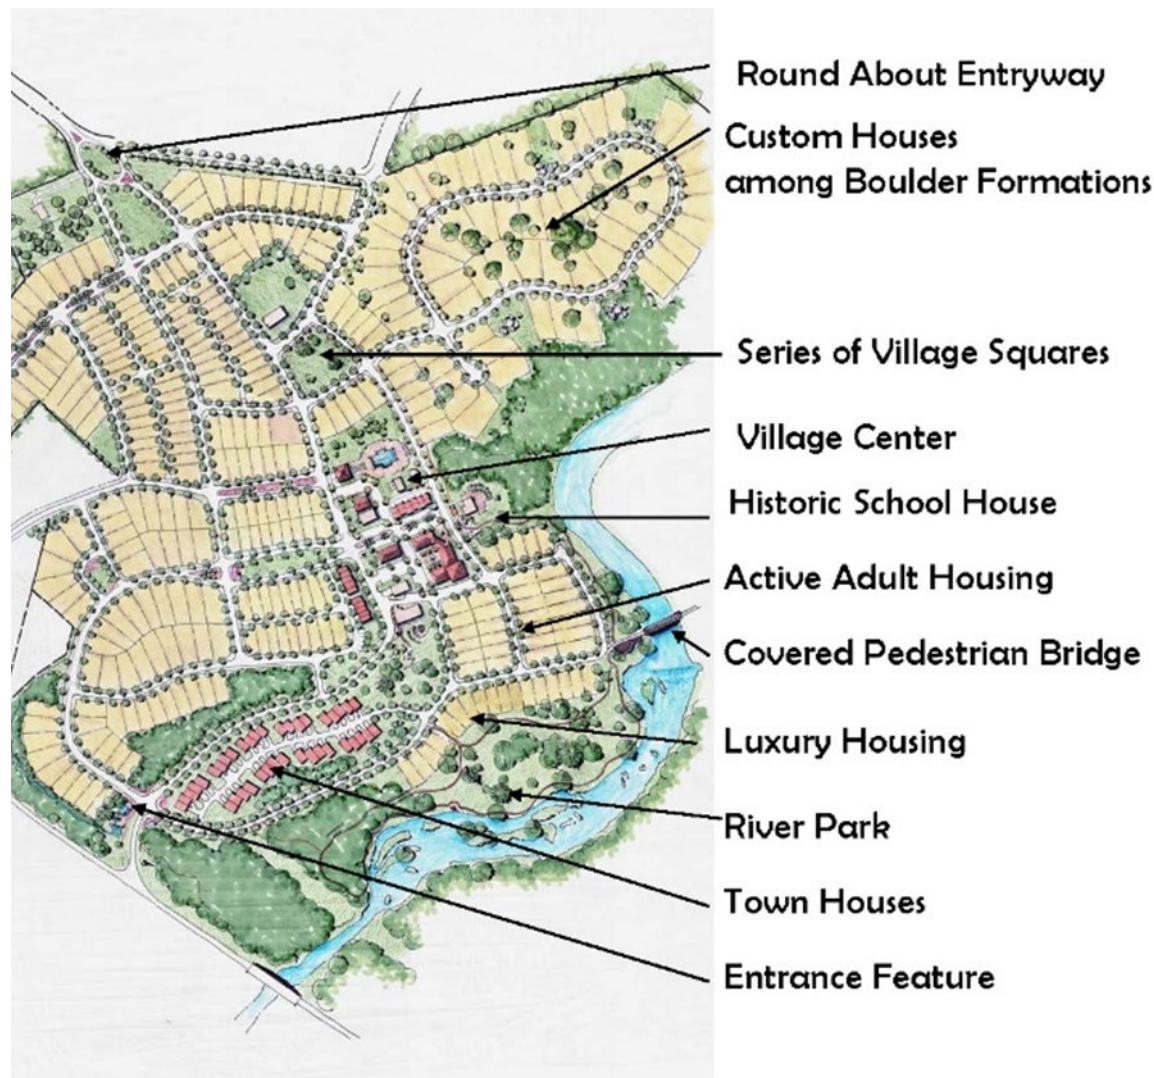 Round About Entryway
Custom Houses
among Boulder Formations
Series of Village Squares
Village Center
Historic School House
Active Adult Housing
Covered Pedestrian Bridge
Luxury Housing
River Park
Town Houses
Entrance Feature